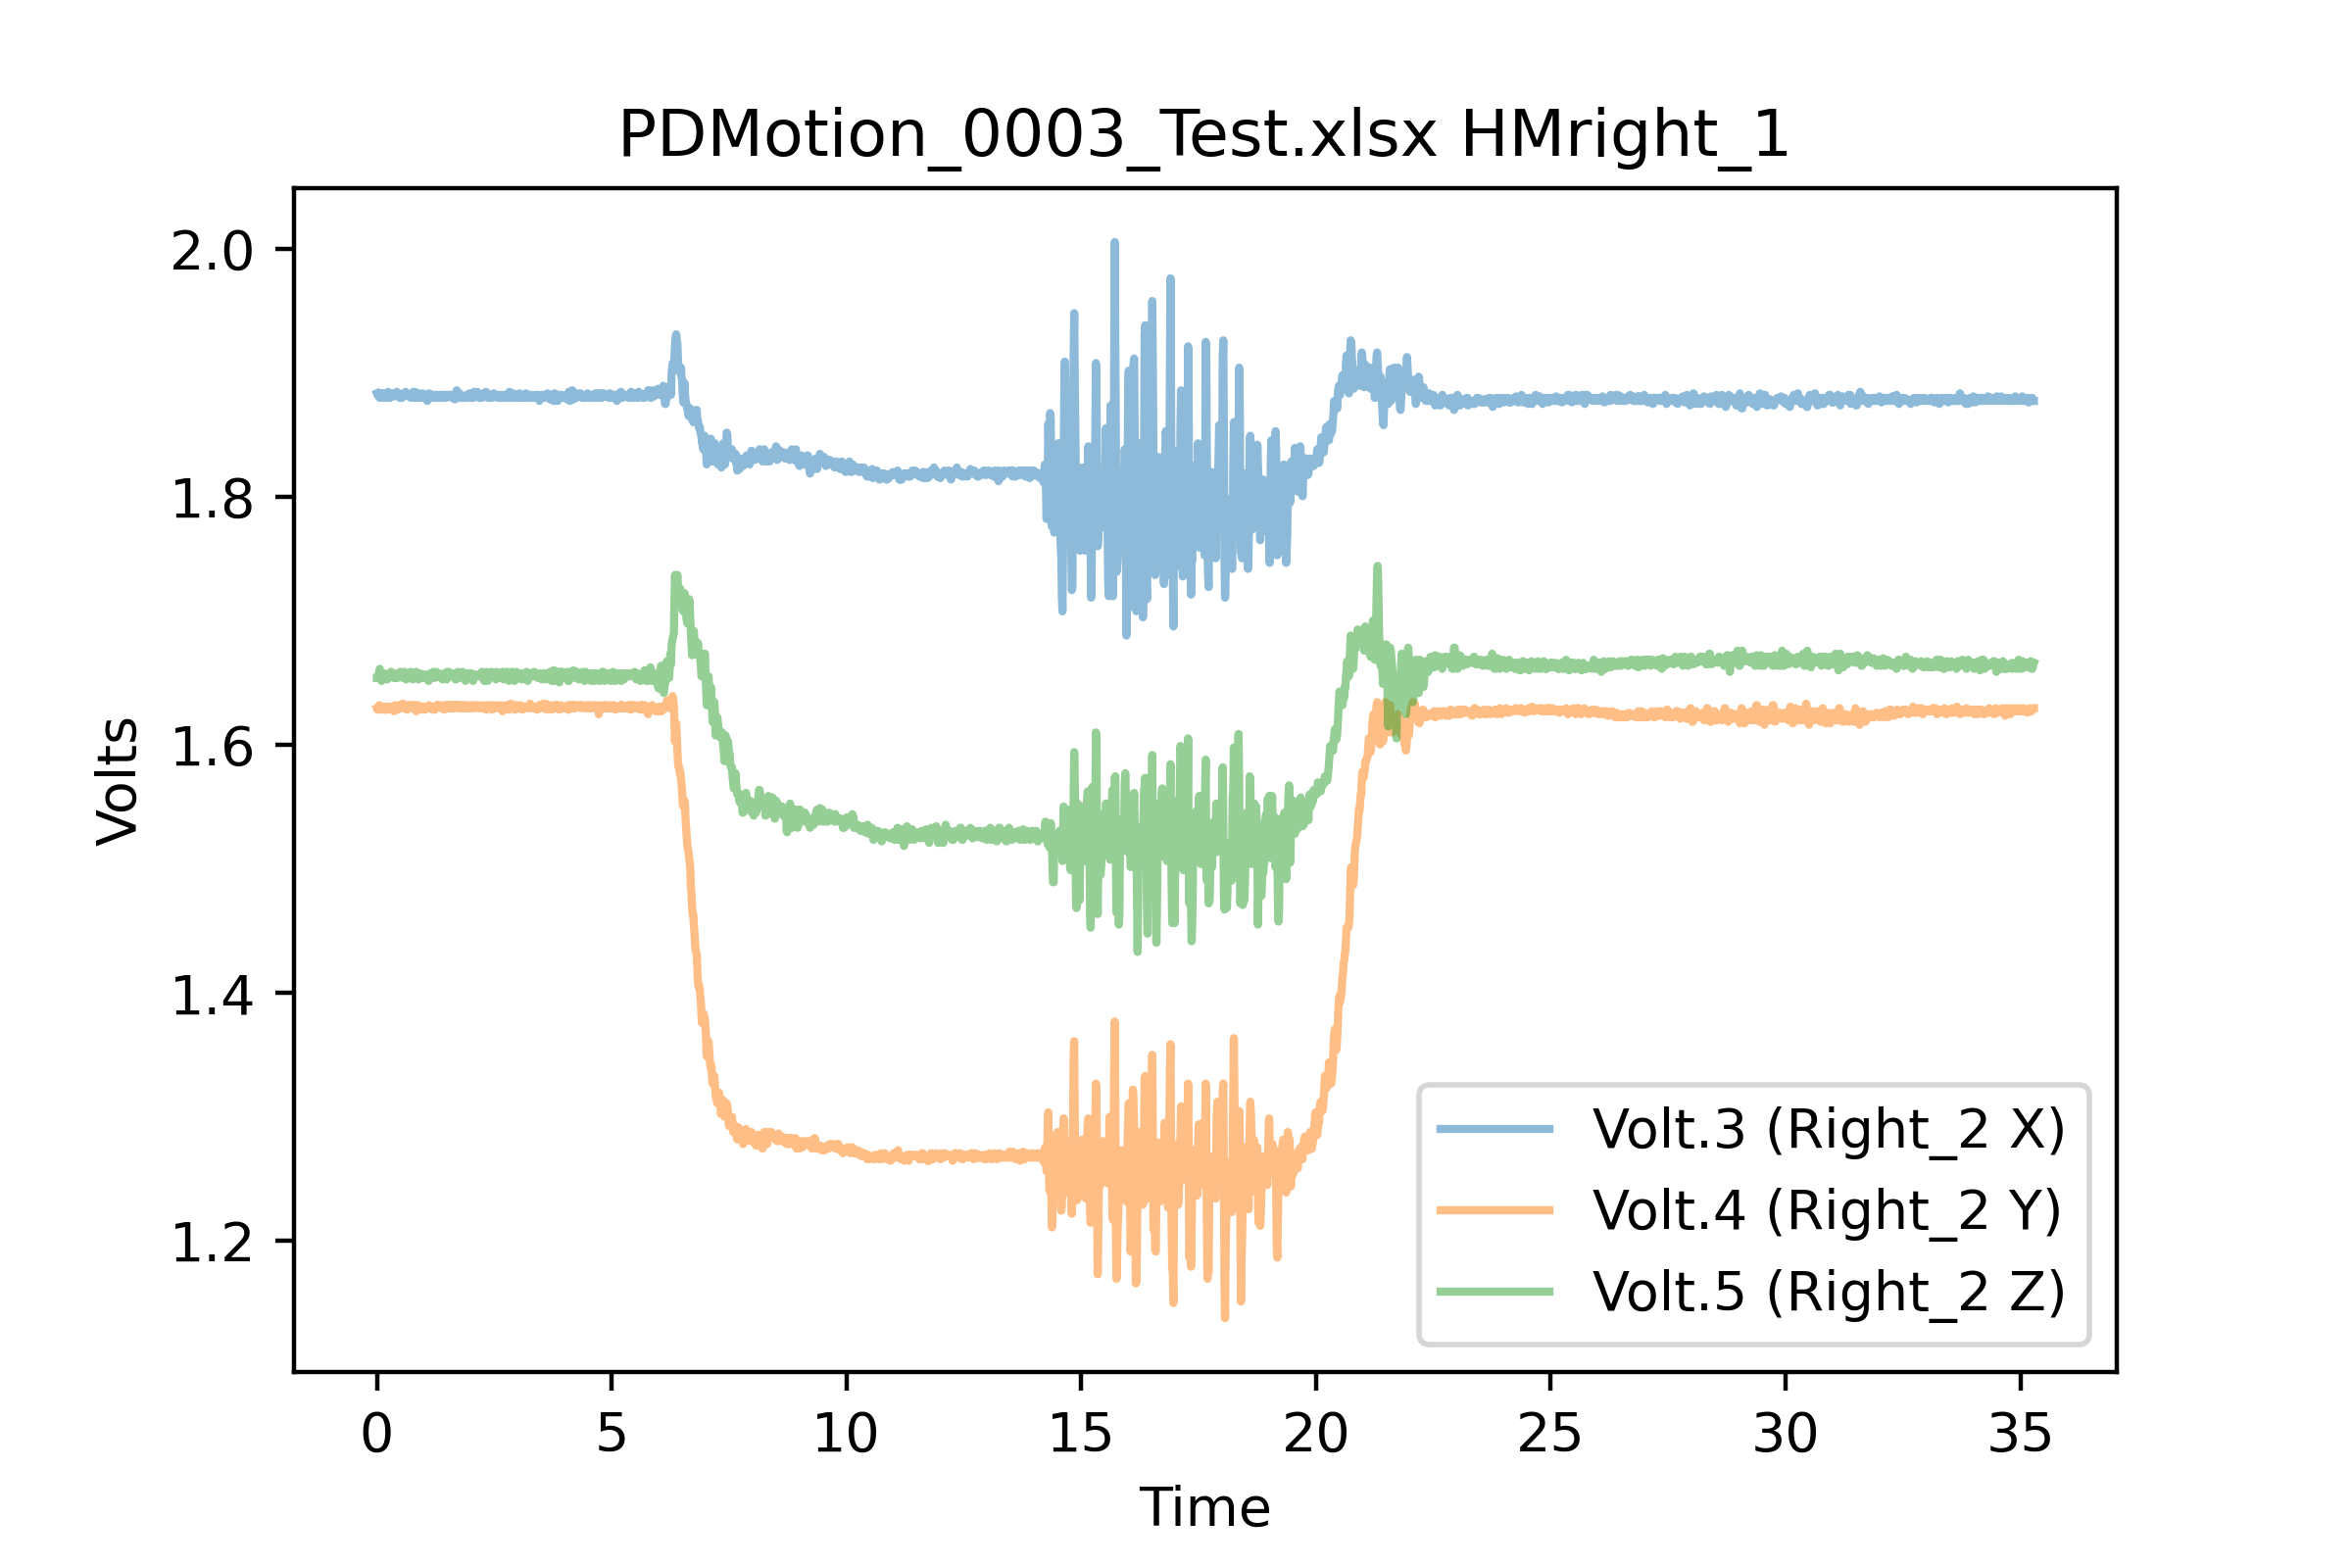 PDMotion_0003_Test.xlsx HMright_1
2.0
1.8
1.6
1.4
1.2
Volts
0 5 10 15 20 25 30 35
Time
Volt.3 (Right_2 X)
Volt.4 (Right_2 Y)
Volt.5 (Right_2 Z)